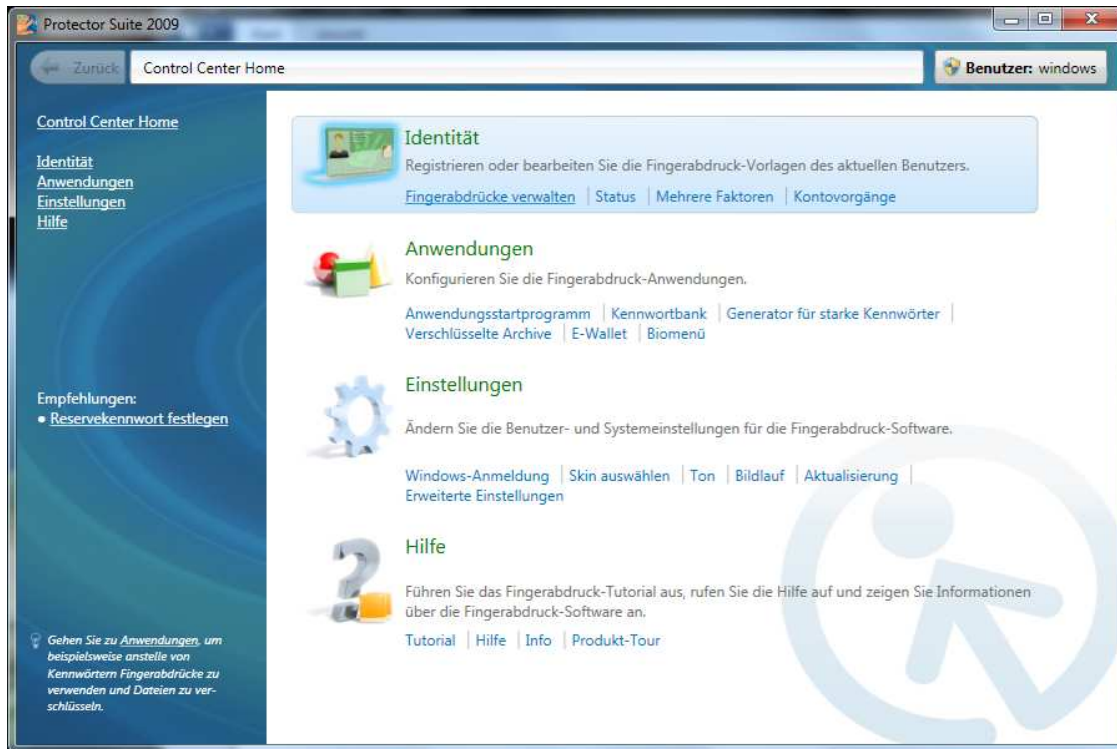 Protector Suite 2009
Zurück
Control Center Home
Benutzer: windows
Control Center Home
Identität
Anwendungen
Einstellungen
Hilfe
Empfehlungen:
• Reservekennwort festlegen
Gehen Sie zu Anwendungen, um
beispielsweise anstelle von
Kennwörtern Fingerabdrücke zu
verwenden und Dateien zu ver-
schlüsseln.
Identität
Registrieren oder bearbeiten Sie die Fingerabdruck-Vorlagen des aktuellen Benutzers.
Fingerabdrücke verwalten | Status | Mehrere Faktoren | Kontovorgänge
Anwendungen
Konfigurieren Sie die Fingerabdruck-Anwendungen.
Anwendungsstartprogramm | Kennwortbank | Generator für starke Kennwörter |
Verschlüsselte Archive | E-Wallet | Biomenü
Einstellungen
Ändern Sie die Benutzer- und Systemeinstellungen für die Fingerabdruck-Software.
Windows-Anmeldung | Skin auswählen | Ton | Bildlauf | Aktualisierung |
Erweiterte Einstellungen
Hilfe
Führen Sie das Fingerabdruck-Tutorial aus, rufen Sie die Hilfe auf und zeigen Sie Informationen
über die Fingerabdruck-Software an.
Tutorial | Hilfe | Info | Produkt-Tour